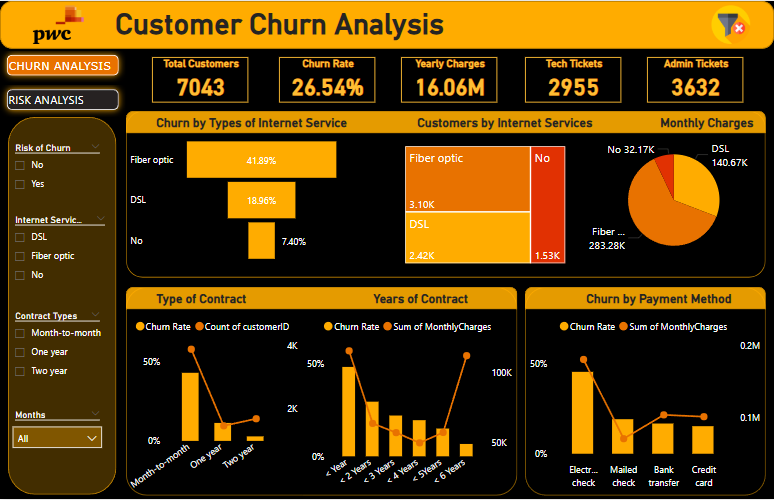 pwc
Customer Churn Analysis
CHURN ANALYSIS
RISK ANALYSIS
Total Customers
7043
Churn Rate
26.54%
Yearly Charges
16.06M
Tech Tickets
2955
Admin Tickets
3632
Risk of Churn
No
Yes
Internet Servic...
DSL
Fiber optic
No
Contract Types
Month-to-month
One year
Two year
Months
All
Churn by Types of Internet Service
Fiber optic
41.89%
DSL
18.96%
No
7.40%
Customers by Internet Services
Fiber optic
3.10K
DSL
2.42K
No
1.53K
Monthly Charges
No 32.17K
DSL
140.67K
Fiber ...
283.28K
Type of Contract
Churn Rate
Count of customerID
50%
0%
4K
2K
Month-to-month
One year
Two year
Years of Contract
Churn Rate
Sum of MonthlyCharges
50%
0%
100K
50K
< Year
< 2 Years
< 3 Years
< 4 Years
< 5Years
< 6 Years
Churn by Payment Method
Churn Rate
Sum of MonthlyCharges
50%
0%
0.2M
0.1M
Electr...
check
Mailed
check
Bank
transfer
Credit
card